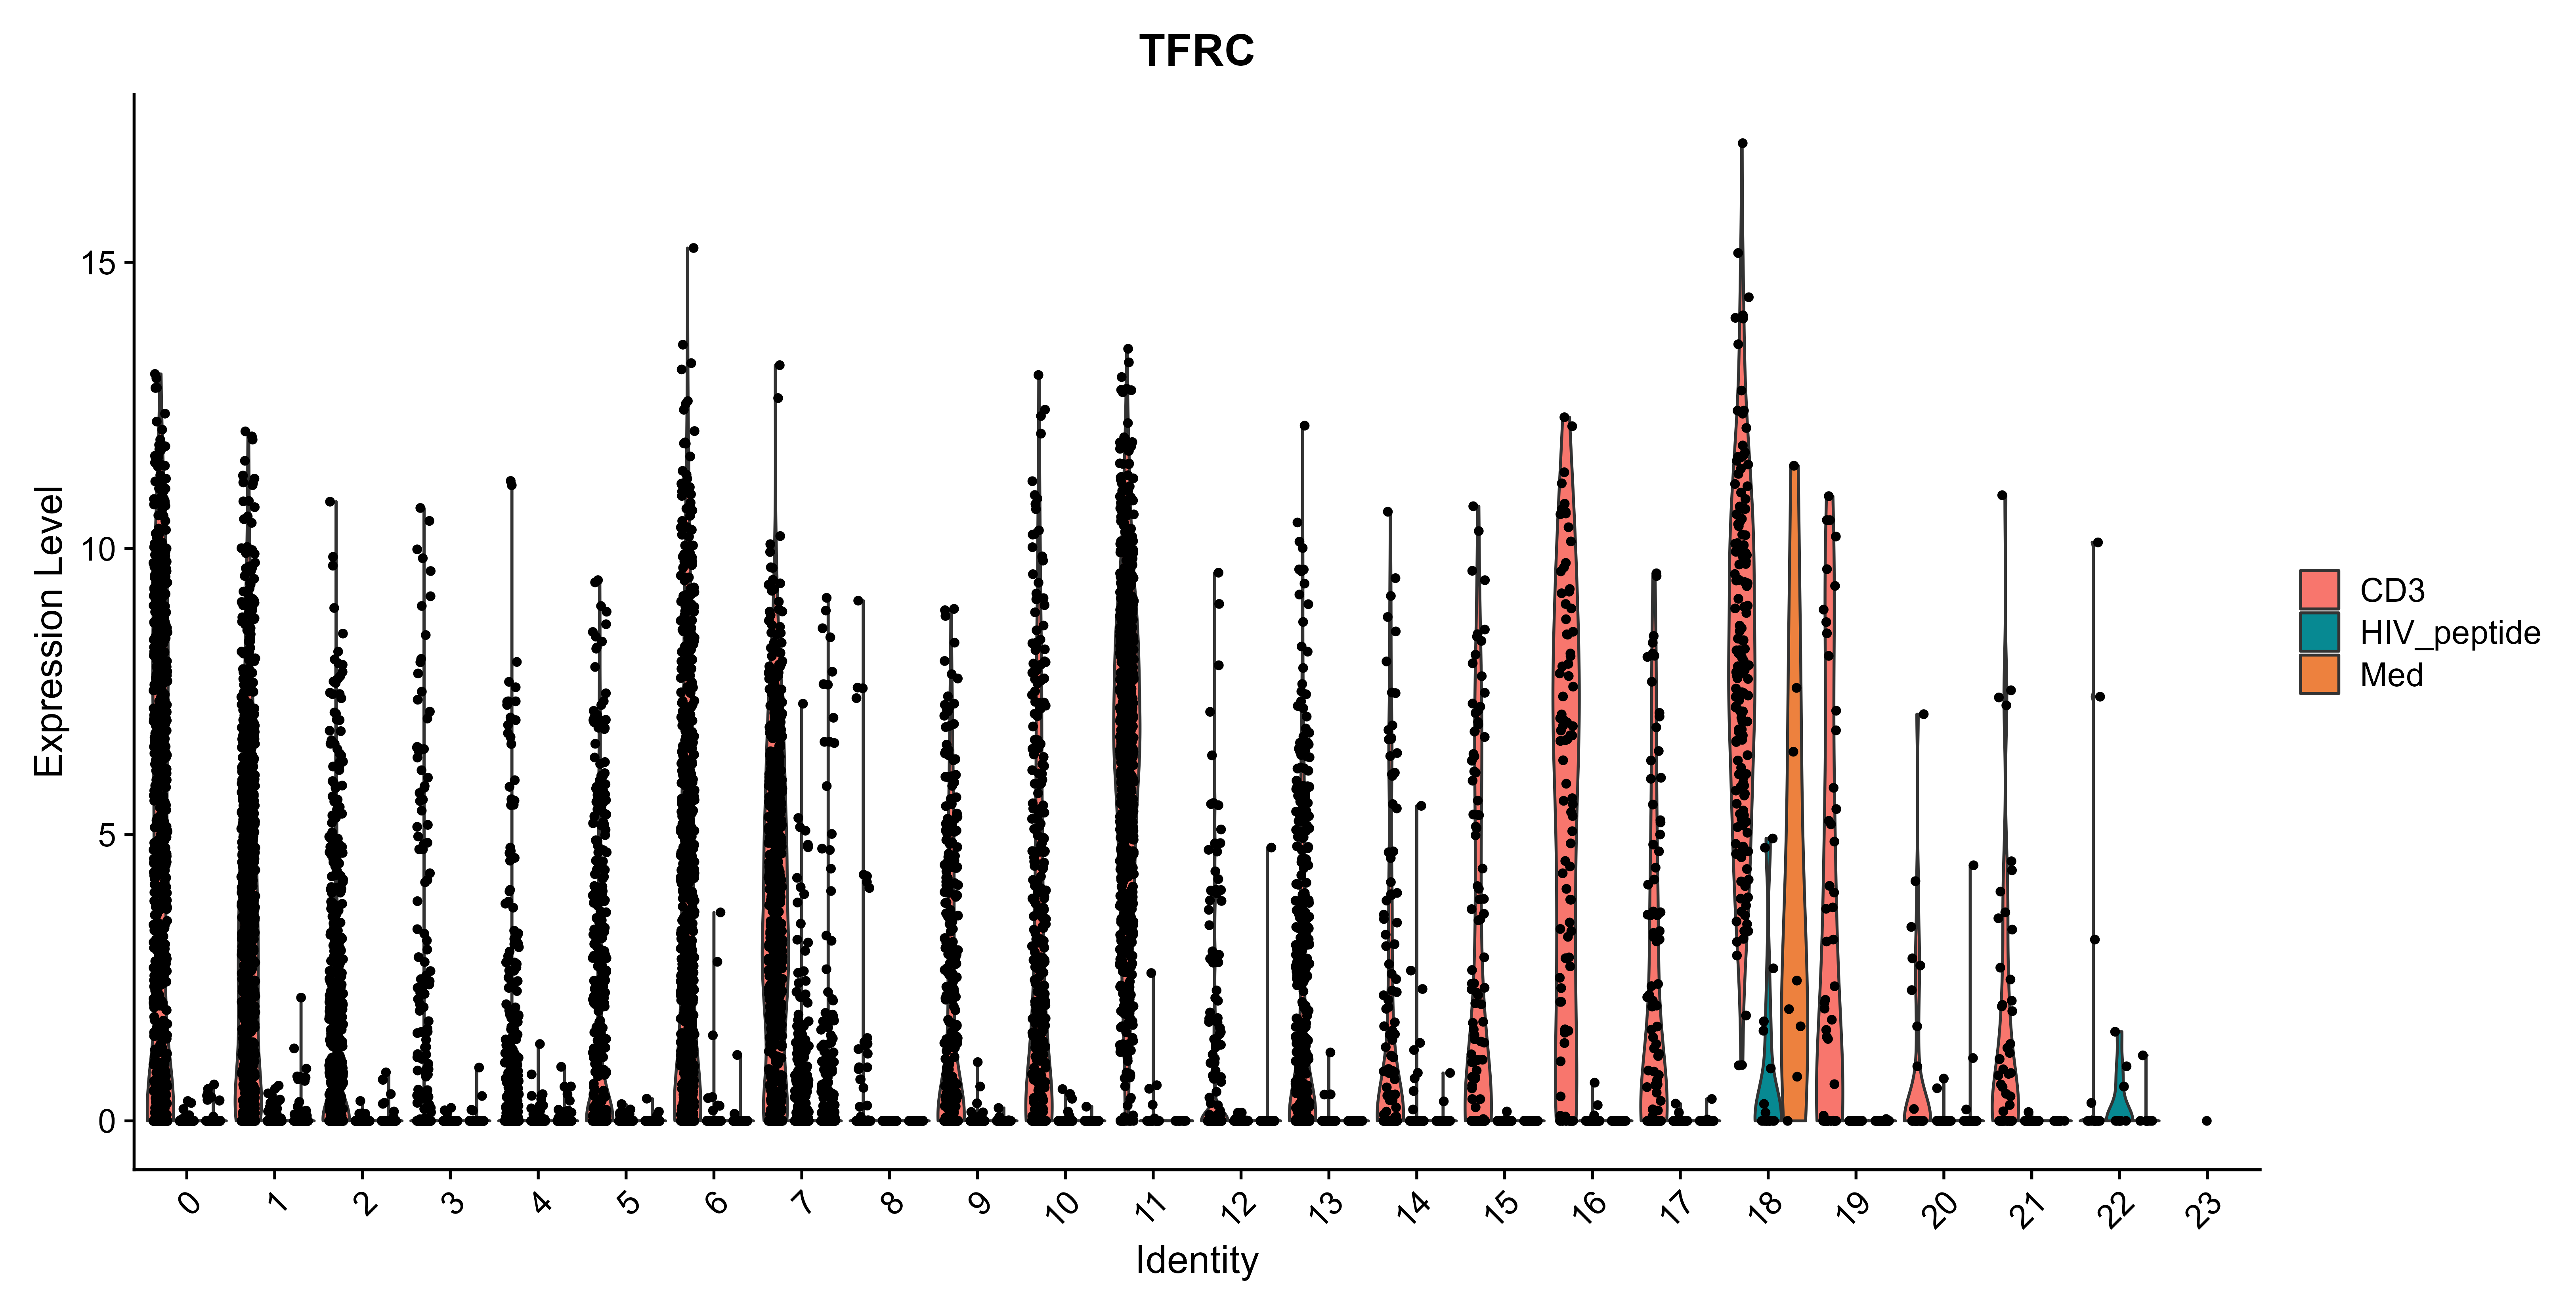 TFRC
Expression Level
15
10
5
0
0 1 2 3 4 5 6 7 8 9 10 11 12 13 14 15 16 17 18 19 20 21 22 23
Identity
CD3
HIV_peptide
Med